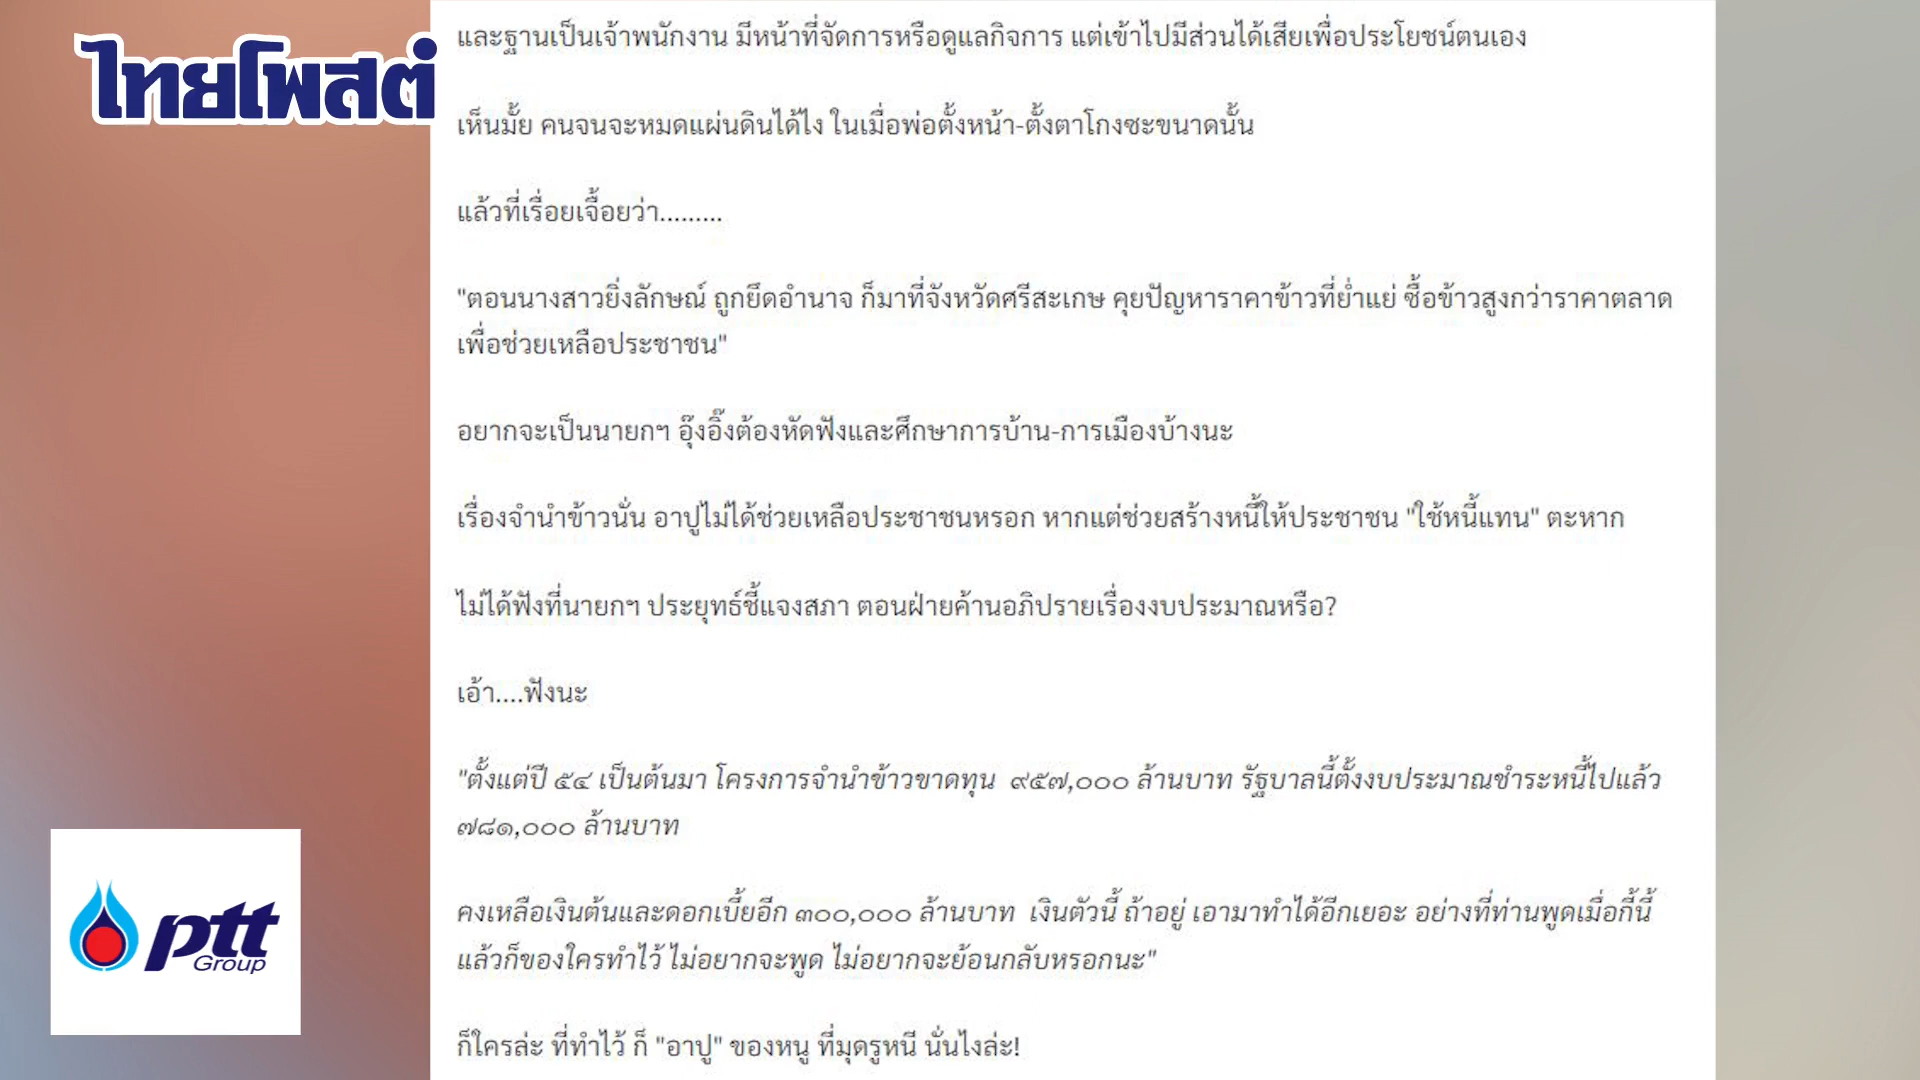 ไทยโพสต์
และฐานเป็นเจ้าพนักงาน มีหน้าที่จัดการหรือดูแลกิจการ แต่เข้าไปมีส่วนได้เสียเพื่อประโยชน์ตนเอง
เห็นมั้ย คนจนจะหมดแผ่นดินได้ไง ในเมื่อพ่อตั้งหน้า-ตั้งตาโกงซะขนาดนั้น
แล้วที่เรื่อยเจื้อยว่า.........
"ตอนนางสาวยิ่งลักษณ์ ถูกยึดอำนาจ ก็มาที่จังหวัดศรีสะเกษ คุยปัญหาราคาข้าวที่ย่ำแย่ ซื้อข้าวสูงกว่าราคาตลาด
เพื่อช่วยเหลือประชาชน"
อยากจะเป็นนายกฯ อุ๊งอิ๊งต้องหัดฟังและศึกษาการบ้าน-การเมืองบ้างนะ
เรื่องจำนำข้าวนั่น อาปูไม่ได้ช่วยเหลือประชาชนหรอก หากแต่ช่วยสร้างหนี้ให้ประชาชน "ใช้หนี้แทน" ตะหาก
ไม่ได้ฟังที่นายกฯ ประยุทธ์ชี้แจงสภา ตอนฝ่ายค้านอภิปรายเรื่องงบประมาณหรือ?
เอ้า....ฟังนะ
"ตั้งแต่ปี ๕๔ เป็นต้นมา โครงการจำนำข้าวขาดทุน ๙๕๗,๐๐๐ ล้านบาท รัฐบาลนี้ตั้งงบประมาณชำระหนี้ไปแล้ว
๗๘๑,๐๐๐ ล้านบาท
คงเหลือเงินต้นและดอกเบี้ยอีก ๓๐๐,๐๐๐ ล้านบาท เงินตัวนี้ ถ้าอยู่ เอามาทำได้อีกเยอะ อย่างที่ท่านพูดเมื่อกี้นี้
แล้วก็ของใครทำไว้ ไม่อยากจะพูด ไม่อยากจะย้อนกลับหรอกนะ"
ก็ใครล่ะ ที่ทำไว้ ก็ "อาปู" ของหนู ที่มุดรูหนี นั่นไงล่ะ!
ptt
Group